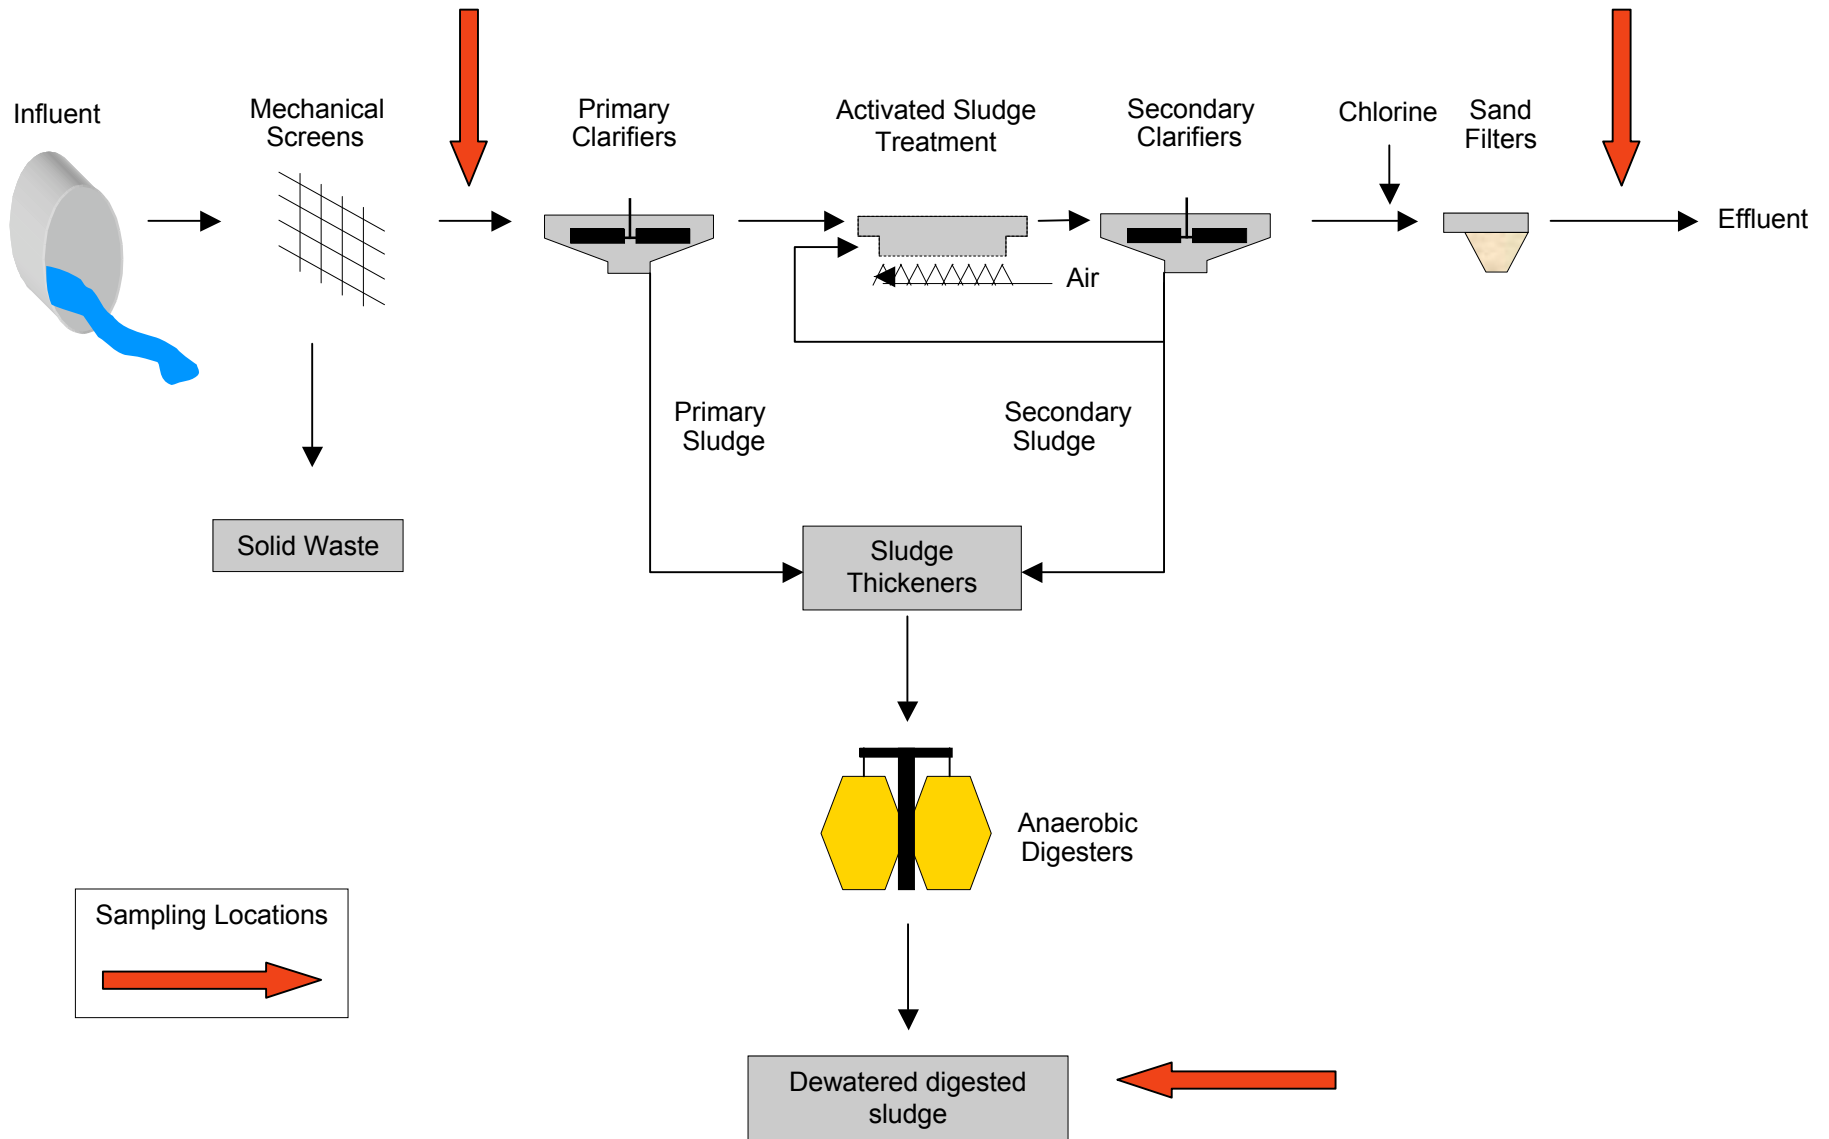 Influent
Mechanical
Screens
Primary
Clarifiers
Activated Sludge
Treatment
Secondary
Clarifiers
Chlorine
Sand
Filters
Effluent
Air
Primary
Sludge
Secondary
Sludge
Solid Waste
Sludge
Thickeners
Anaerobic
Digesters
Sampling Locations
Dewatered digested
sludge